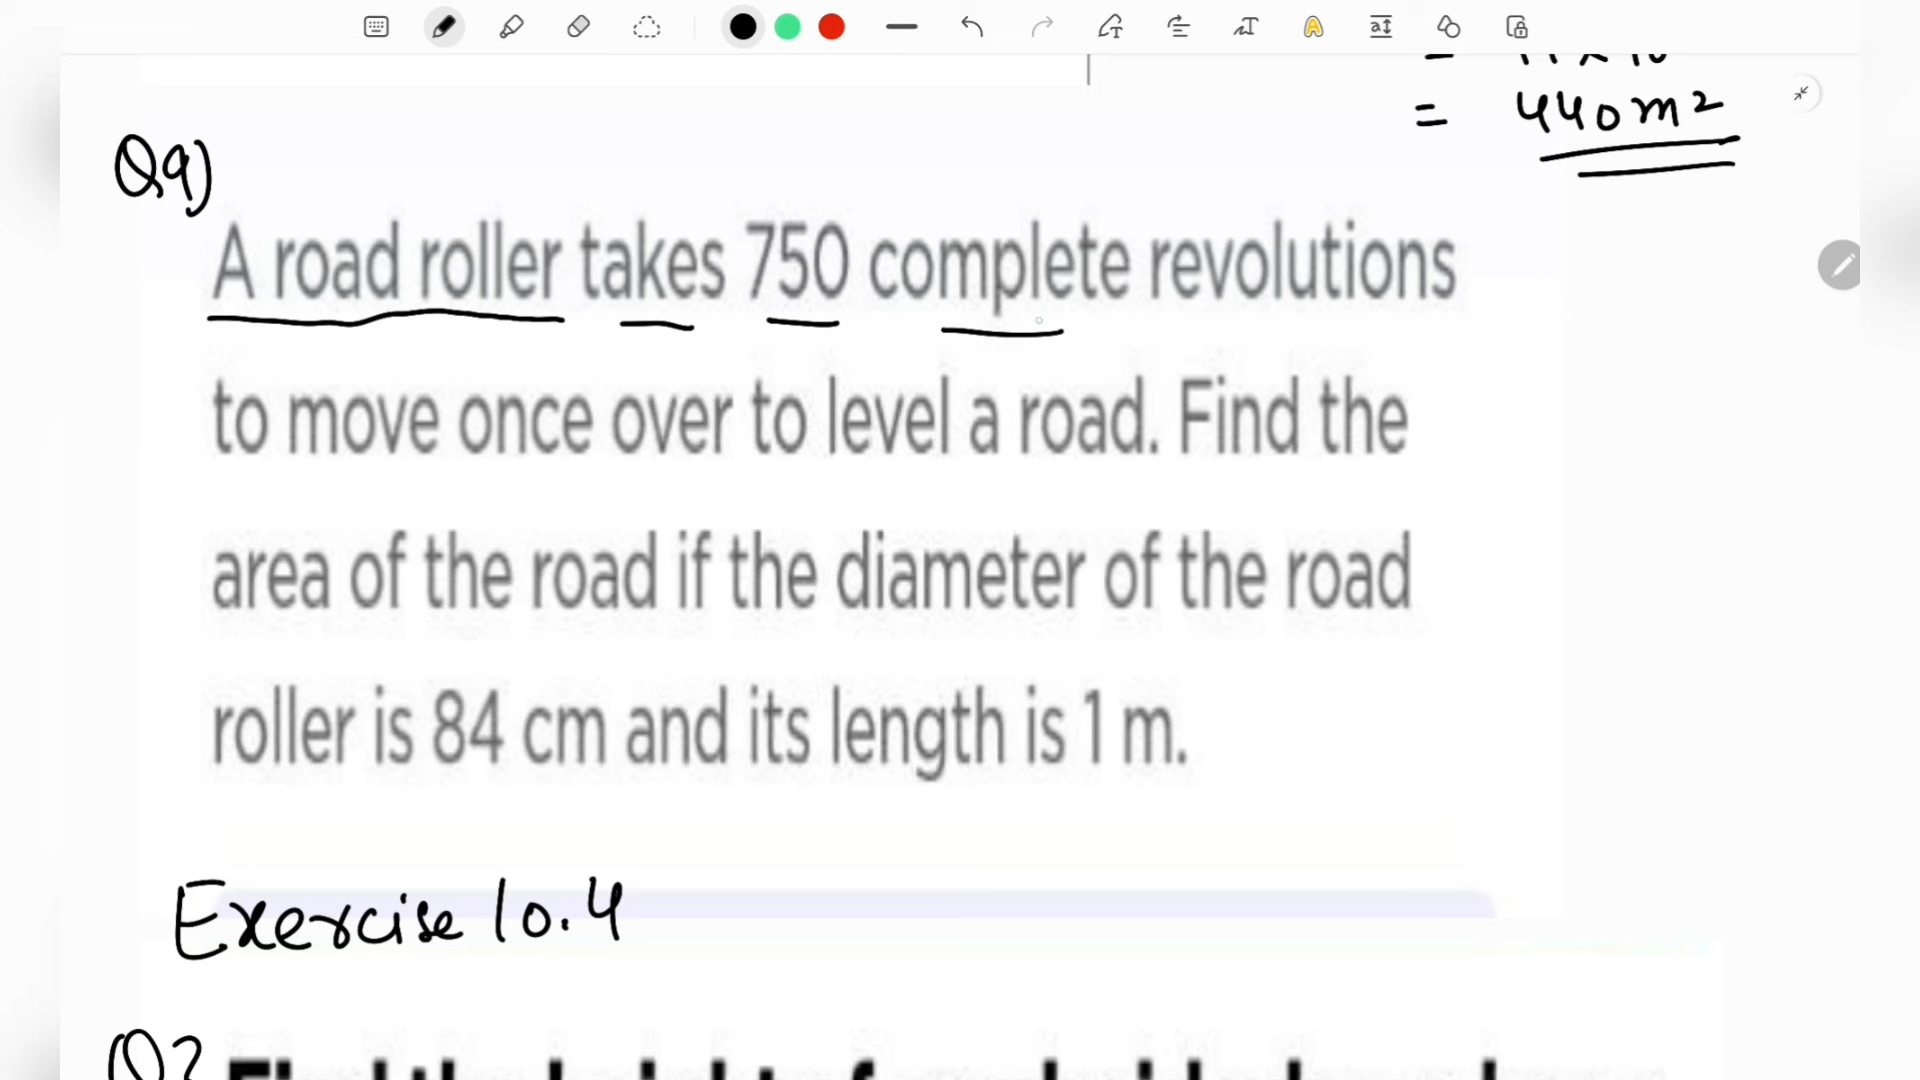 = 440 m²
Q9)
A road roller takes 750 complete revolutions
to move once over to level a road. Find the
area of the road if the diameter of the road
roller is 84 cm and its length is 1 m.
Exercise 10.4